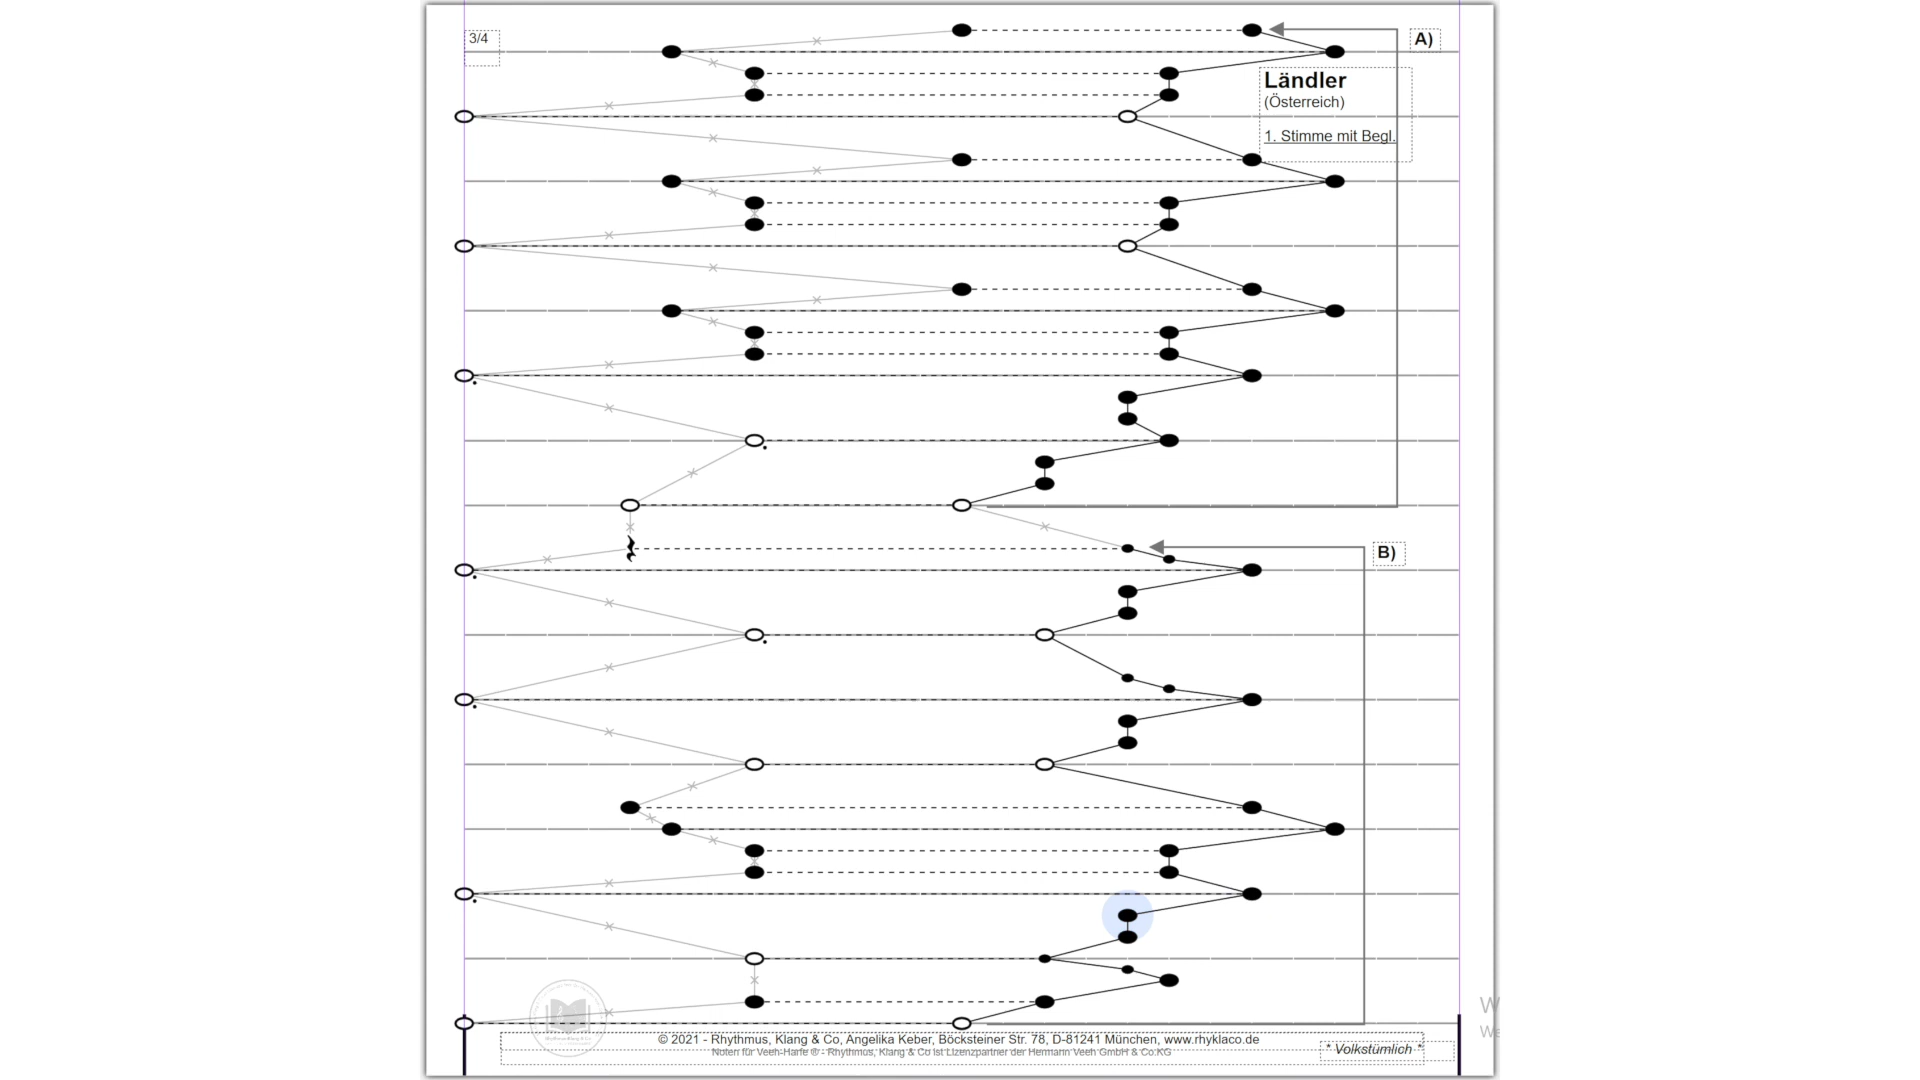 3/4
A)
Ländler
(Österreich)
1. Stimme mit Begl.
B)
© 2021 - Rhythmus, Klang & Co, Angelika Keber, Böcksteiner Str. 78, D-81241 München, www.rhyklaco.de
Noten für Veeh-Harfe ® - Rhythmus, Klang & Co ist Lizenzpartner der Hermann Veeh GmbH & Co.KG
* Volkstümlich *
W
We